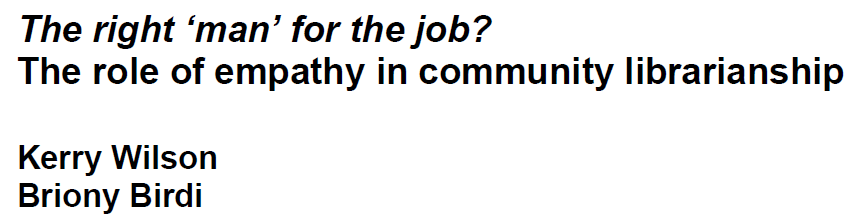 The right ‘man’ for the job?
The role of empathy in community librarianship
Kerry Wilson
Briony Birdi